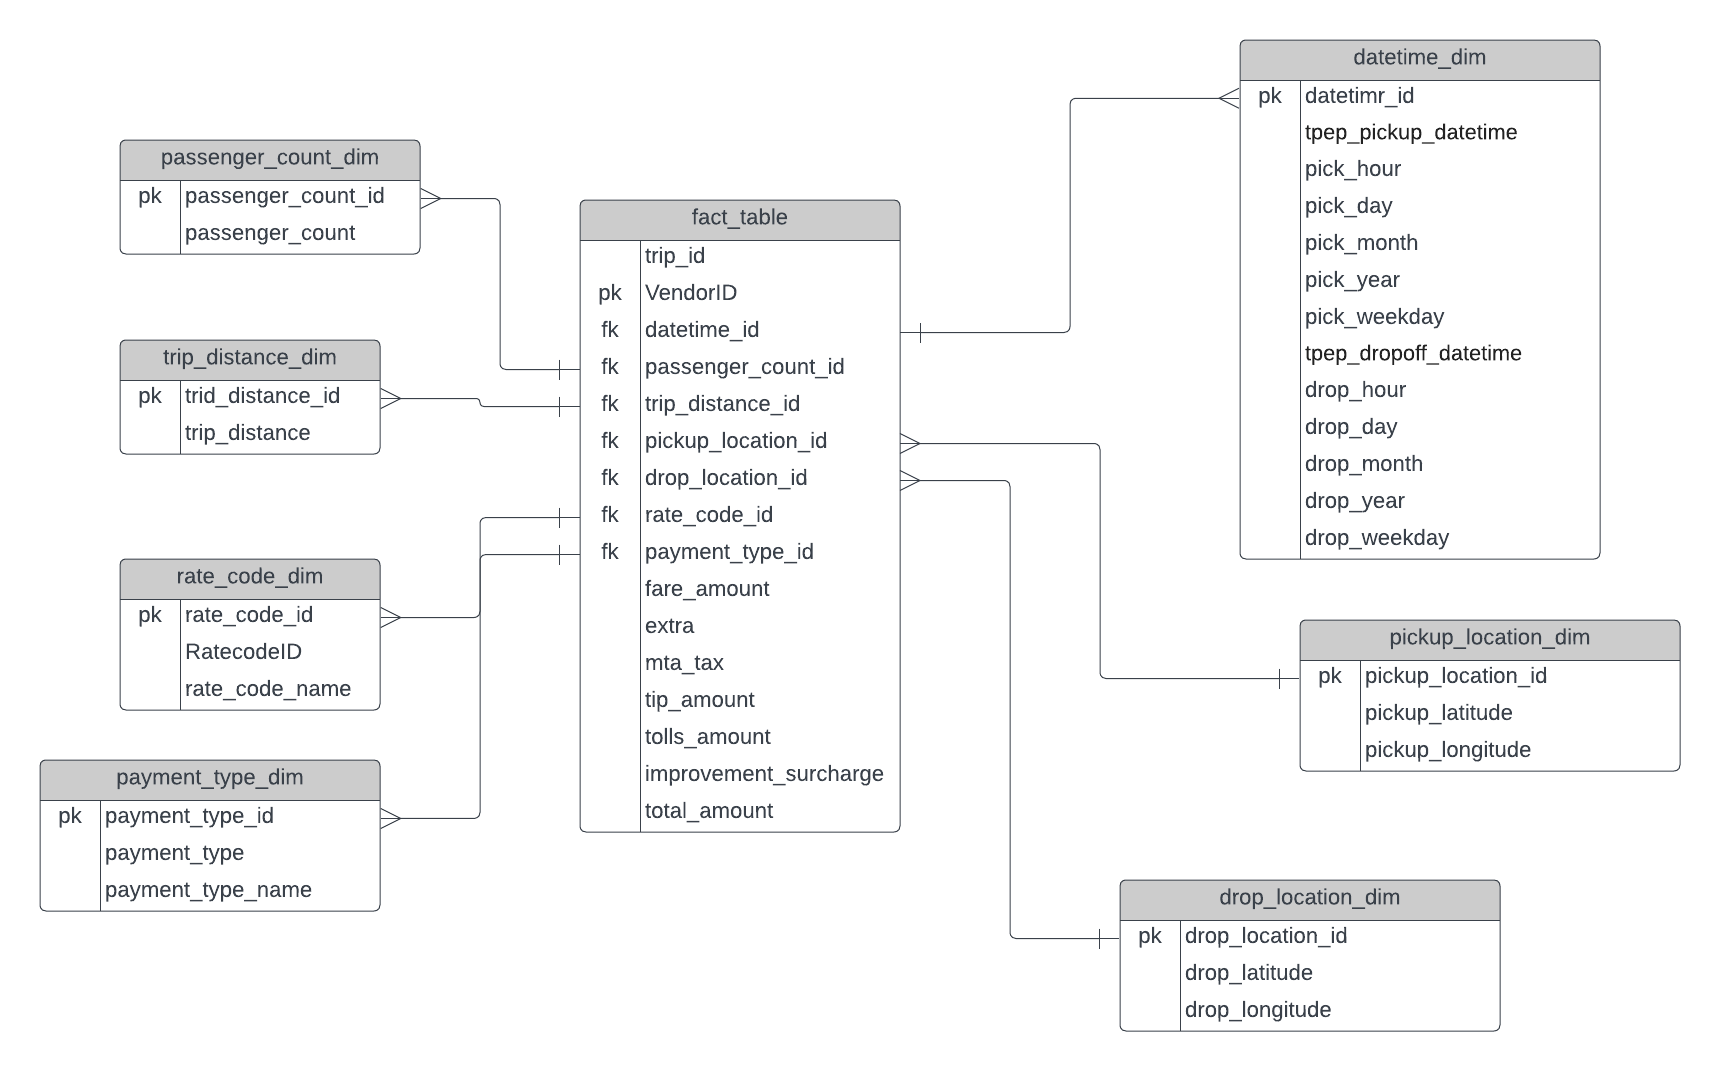 passenger_count_dim
pk passenger_count_id
passenger_count
trip_distance_dim
pk trid_distance_id
trip_distance
rate_code_dim
pk rate_code_id
RatecodeID
rate_code_name
payment_type_dim
pk payment_type_id
payment_type
payment_type_name
fact_table
trip_id
pk VendorID
fk datetime_id
fk passenger_count_id
fk trip_distance_id
fk pickup_location_id
fk drop_location_id
fk rate_code_id
fk payment_type_id
fare_amount
extra
mta_tax
tip_amount
tolls_amount
improvement_surcharge
total_amount
datetime_dim
pk datetimr_id
tpep_pickup_datetime
pick_hour
pick_day
pick_month
pick_year
pick_weekday
tpep_dropoff_datetime
drop_hour
drop_day
drop_month
drop_year
drop_weekday
pickup_location_dim
pk pickup_location_id
pickup_latitude
pickup_longitude
drop_location_dim
pk drop_location_id
drop_latitude
drop_longitude